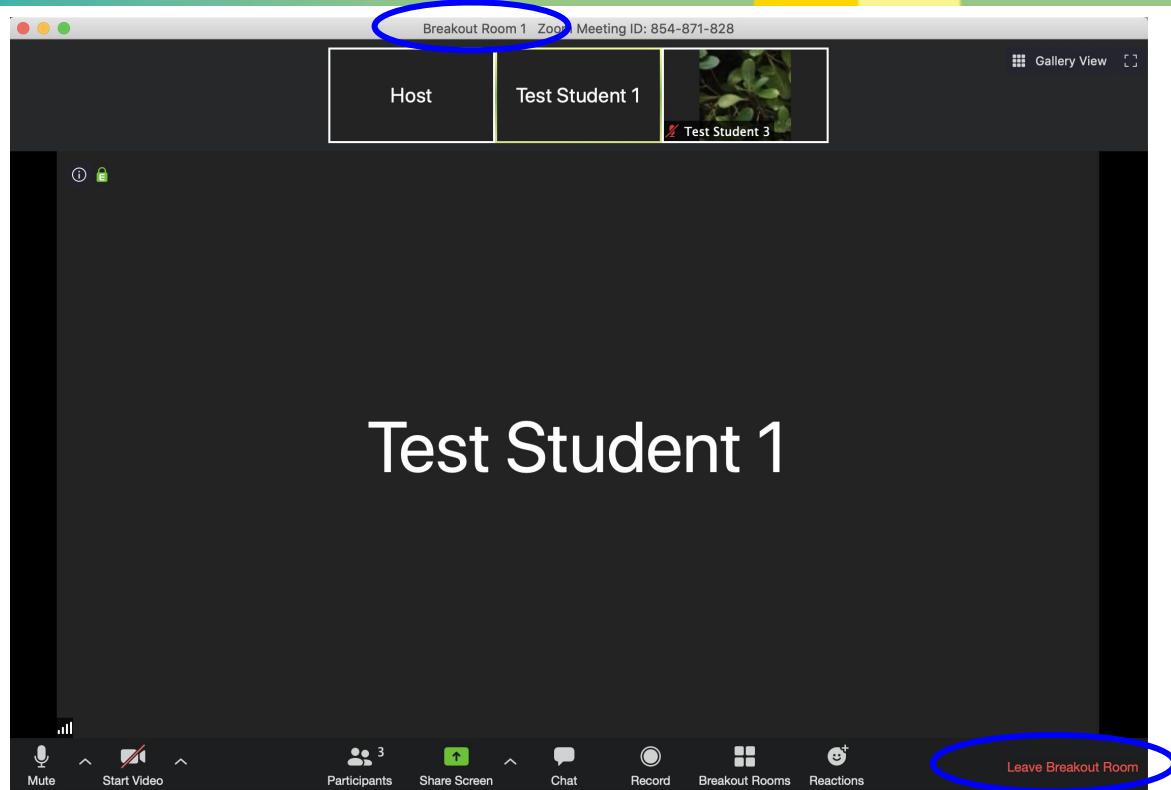 Breakout Room 1 Zoom Meeting ID: 854-871-828
Host
Test Student 1
Test Student 3
Gallery View
E
Test Student 1
Mute
Start Video
3
Participants
Share Screen
Chat
Record
Breakout Rooms
Reactions
Leave Breakout Room